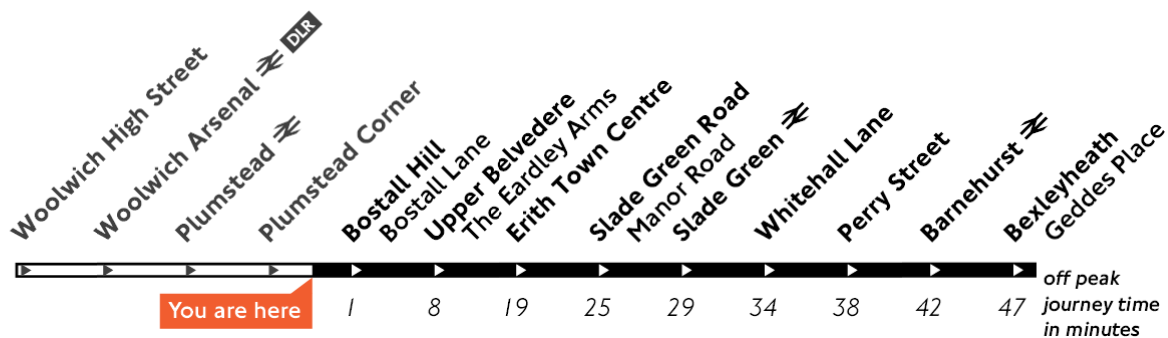 Woolwich High Street
Woolwich Arsenal DLR
Plumstead
Plumstead Corner
Bostall Hill
Bostall Lane
Upper Belvedere
The Eardley Arms
Erith Town Centre
Slade Green Road
Manor Road
Slade Green
Whitehall Lane
Perry Street
Barnehurst
Bexleyheath
Geddes Place
You are here
1 8 19 25 29 34 38 42 47
off peak
journey time
in minutes